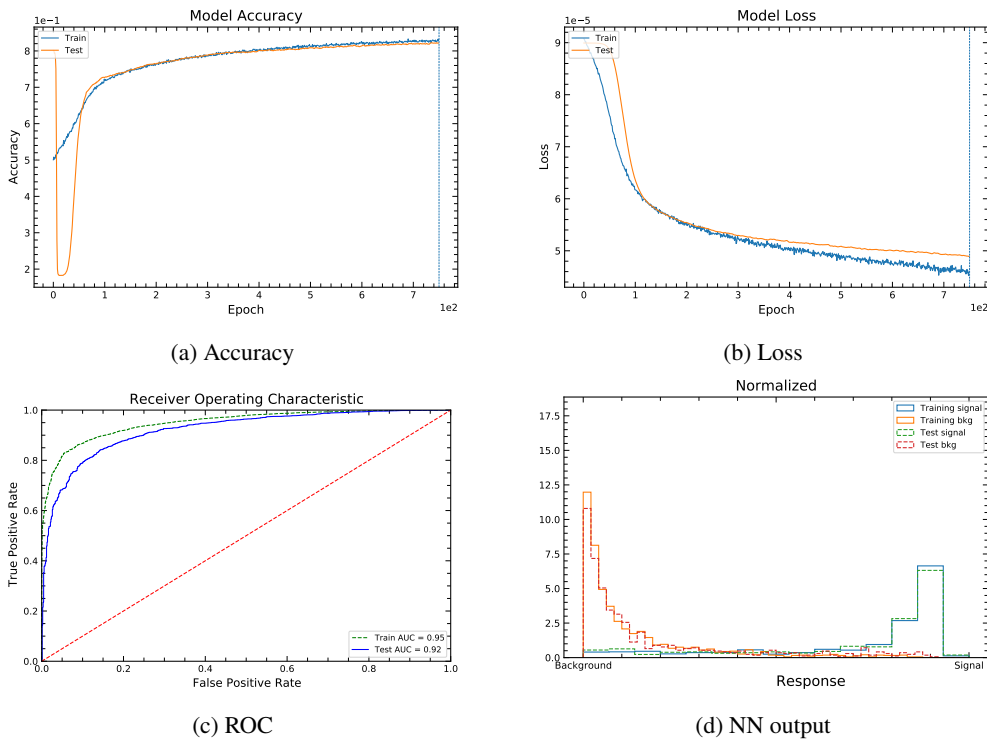 Model Accuracy
1e−1
Train
Test
8
7
6
5
4
3
2
Accuracy
0 1 2 3 4 5 6 7
1e2
Epoch
(a) Accuracy
Model Loss
1e−5
Train
Test
9
8
7
6
5
Loss
0 1 2 3 4 5 6 7
1e2
Epoch
(b) Loss
Receiver Operating Characteristic
1.0
0.8
0.6
0.4
0.2
0.0
True Positive Rate
Train AUC = 0.95
Test AUC = 0.92
0.0 0.2 0.4 0.6 0.8 1.0
False Positive Rate
(c) ROC
Normalized
17.5
15.0
12.5
10.0
7.5
5.0
2.5
0.0
Training signal
Training bkg
Test signal
Test bkg
Background Signal
Response
(d) NN output